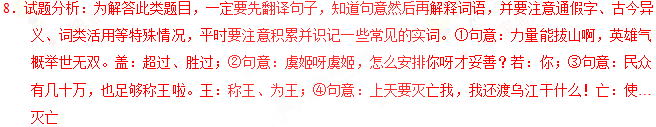 8．试题分析：为解答此类题目，一定要先翻译句子，知道句意然后再解释词语，并要注意通假字、古今异
义、词类活用等特殊情况，平时要注意积累并识记一些常见的实词。①句意：力量能拔山啊，英雄气
概举世无双。盖：超过、胜过；②句意：虞姬呀虞姬，怎么安排你呀才妥善？若：你；③句意：民众
有几十万，也足够称王啦。王：称王、为王；④句意：上天要灭亡我，我还渡乌江干什么！亡：使…
灭亡